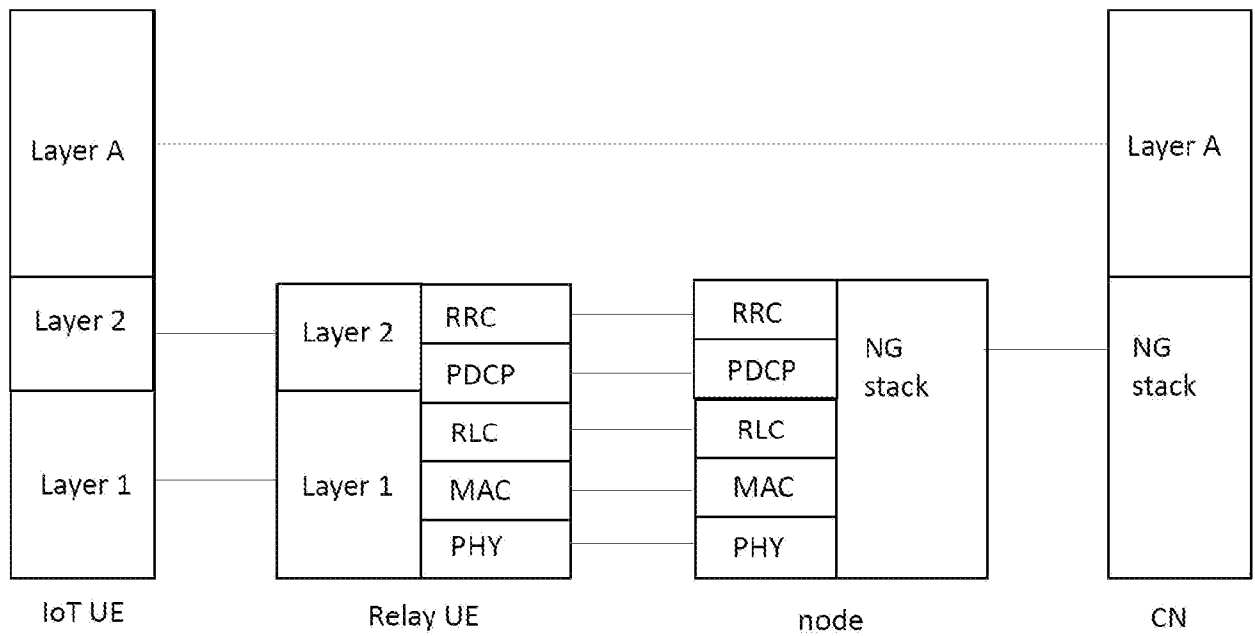 Layer A
Layer 2
Layer 1
IoT UE
Layer 2
Layer 1
RRC
PDCP
RLC
MAC
PHY
Relay UE
RRC
PDCP
RLC
MAC
PHY
NG
stack
node
Layer A
NG
stack
CN